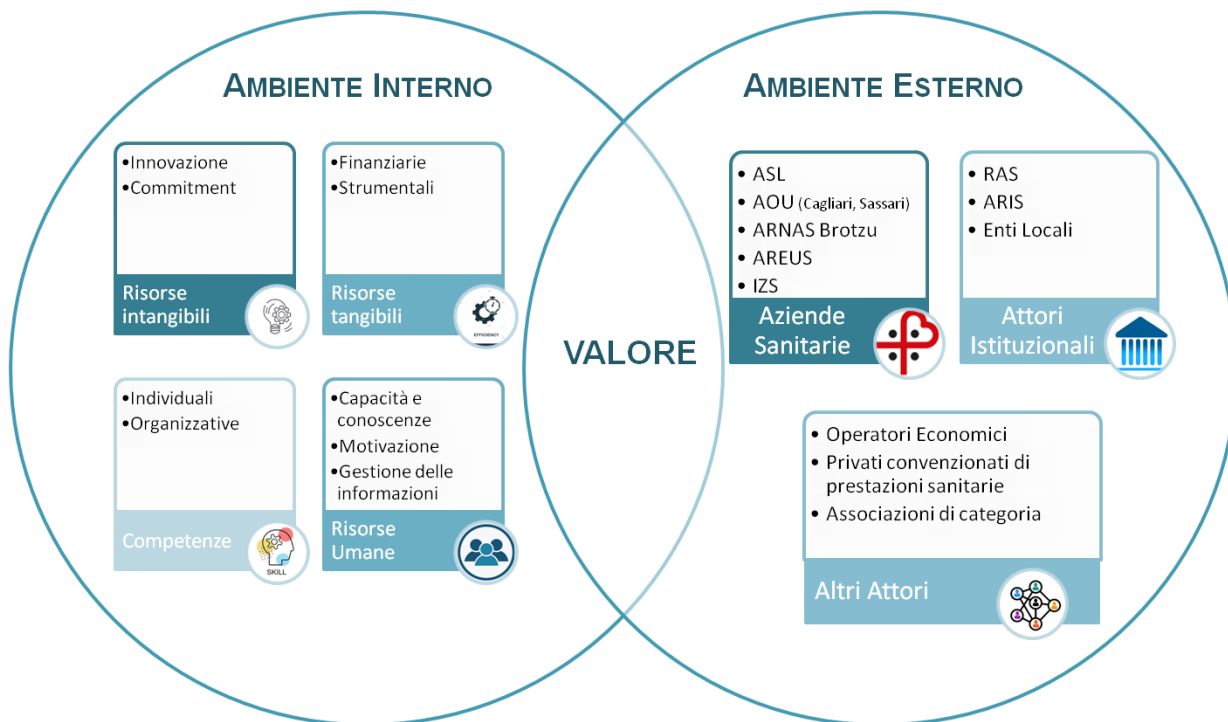 AMBIENTE INTERNO
•Innovazione
•Commitment
Risorse
intangibili
•Finanziarie
•Strumentali
Risorse
tangibili
EFFICIENCY
•Individuali
•Organizzative
Competenze
SKILL
•Capacità e
conoscenze
•Motivazione
•Gestione delle
informazioni
Risorse
Umane
VALORE
AMBIENTE ESTERNO
• ASL
• AOU (Cagliari, Sassari)
• ARNAS Brotzu
• AREUS
• IZS
Aziende
Sanitarie
• RAS
• ARIS
• Enti Locali
Attori
Istituzionali
• Operatori Economici
• Privati convenzionati di
prestazioni sanitarie
• Associazioni di categoria
Altri Attori